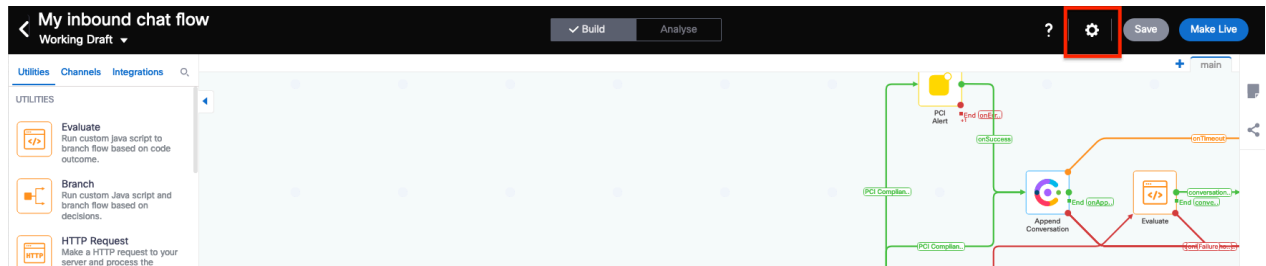 My inbound chat flow
Working Draft
Build
Analyse
?
Save
Make Live
Utilities Channels Integrations
+ main
UTILITIES
Evaluate
Run custom java script to
branch flow based on code
outcome.
Branch
Run custom Java script and
branch flow based on
decisions.
HTTP
HTTP Request
Make a HTTP request to your
server and process the
PCI
Alert
End onErr..
onSuccess
onTimeout
PCI Complian..
Append
Conversation
End onApp..
Evaluate
conversation..
End conve..
PCI Complian..